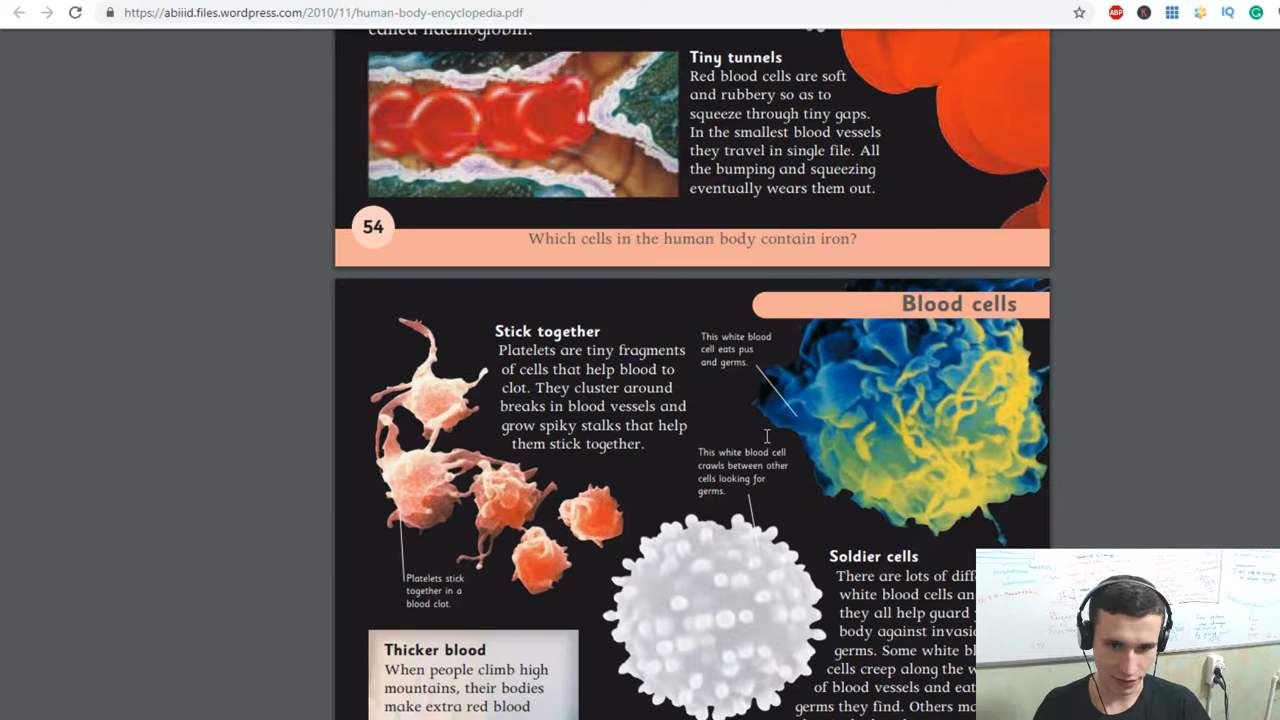 https://abiiid.files.wordpress.com/2010/11/human-body-encyclopedia.pdf
called haemoglobin.
Tiny tunnels
Red blood cells are soft
and rubbery so as to
squeeze through tiny gaps.
In the smallest blood vessels
they travel in single file. All
the bumping and squeezing
eventually wears them out.
54
Which cells in the human body contain iron?
Blood cells
Stick together
Platelets are tiny fragments
of cells that help blood to
clot. They cluster around
breaks in blood vessels and
grow spiky stalks that help
them stick together.
This white blood
cell eats pus
and germs.
This white blood cell
crawls between other
cells looking for
germs.
Platelets stick
together in a
blood clot.
Soldier cells
There are lots of diff
white blood cells an
they all help guard
body against invasi
germs. Some white bl
cells creep along the w
of blood vessels and eat
germs they find. Others
Thicker blood
When people climb high
mountains, their bodies
make extra red blood